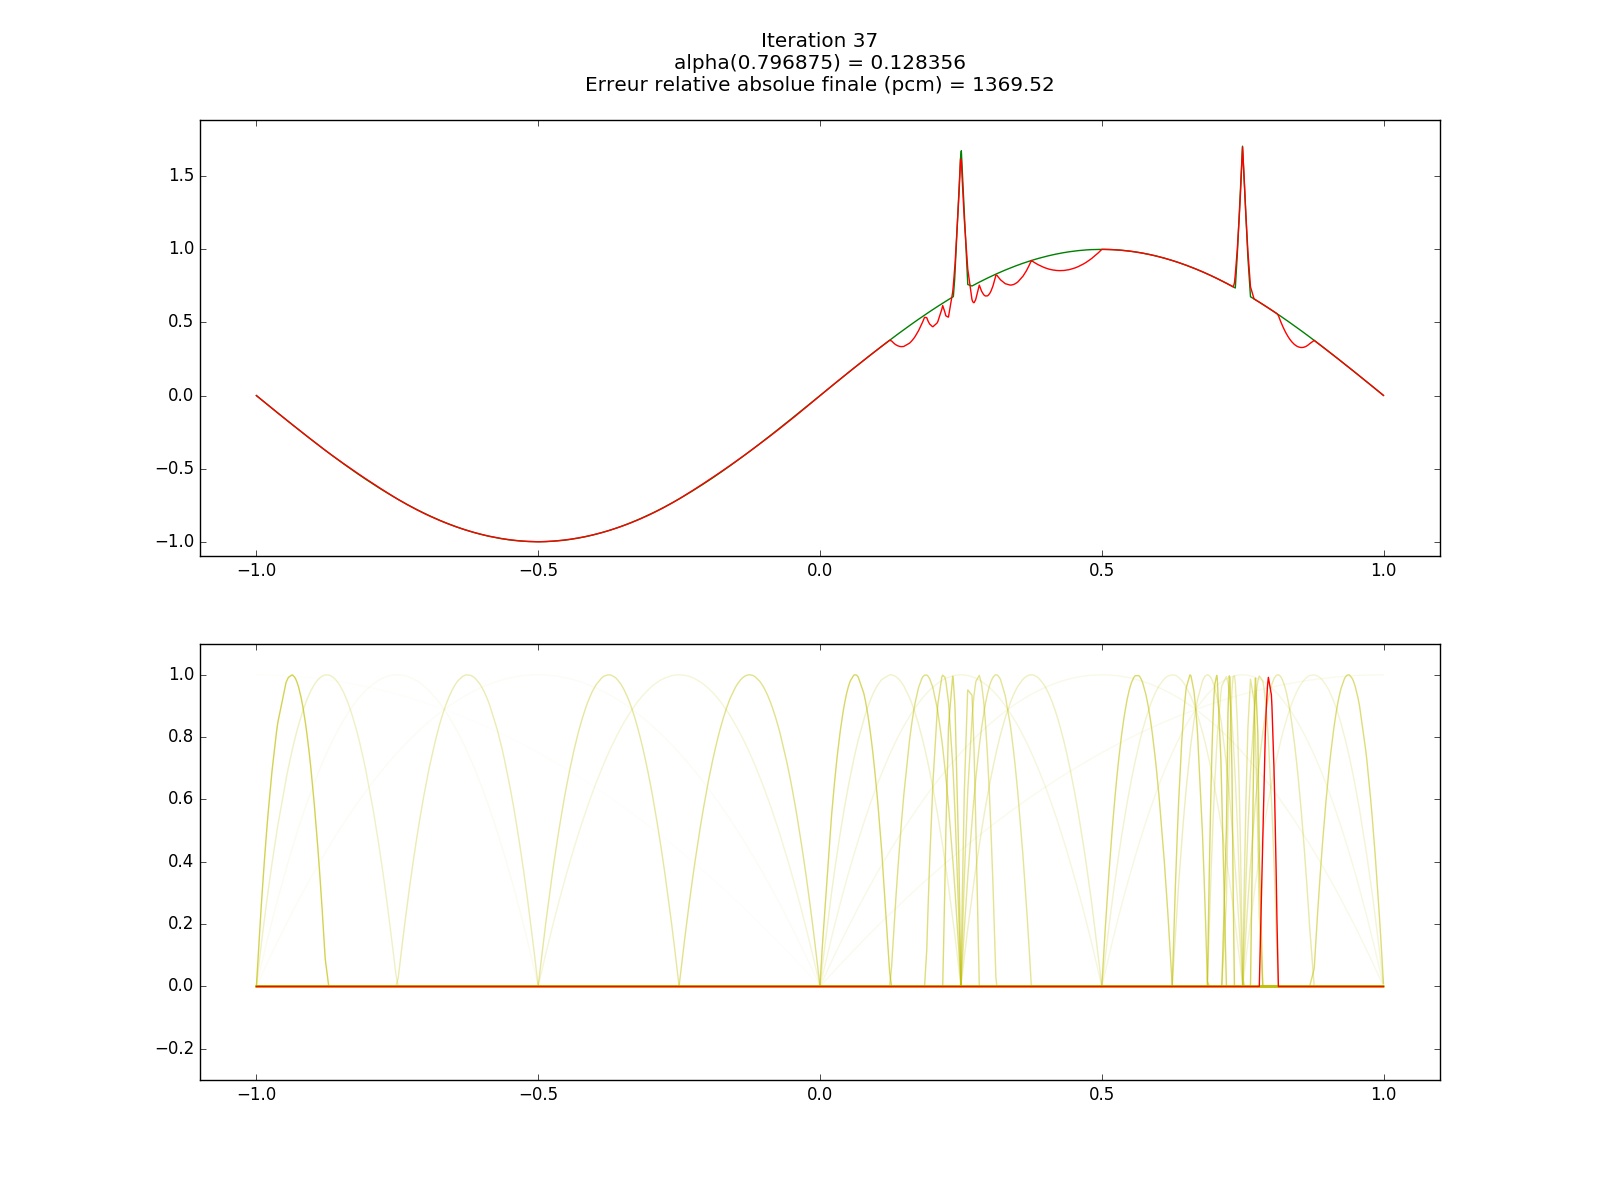 Iteration 37
alpha(0.796875) = 0.128356
Erreur relative absolue finale (pcm) = 1369.52
1.5
1.0
0.5
0.0
−0.5
−1.0
−1.0 −0.5 0.0 0.5 1.0
1.0
0.8
0.6
0.4
0.2
0.0
−0.2
−1.0 −0.5 0.0 0.5 1.0